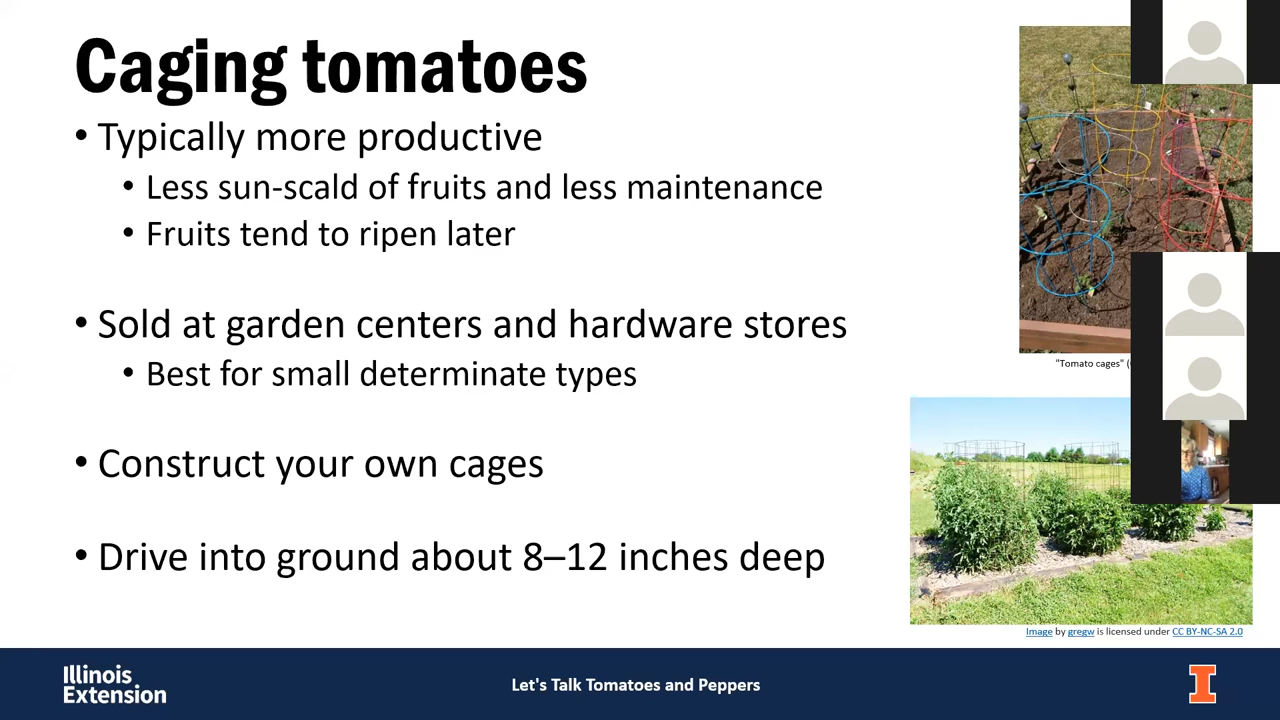 Caging tomatoes
• Typically more productive
• Less sun-scald of fruits and less maintenance
• Fruits tend to ripen later
• Sold at garden centers and hardware stores
• Best for small determinate types
• Construct your own cages
• Drive into ground about 8–12 inches deep
"Tomato cages" (
Image by gregw is licensed under CC BY-NC-SA 2.0
Illinois
Extension
Let's Talk Tomatoes and Peppers
I